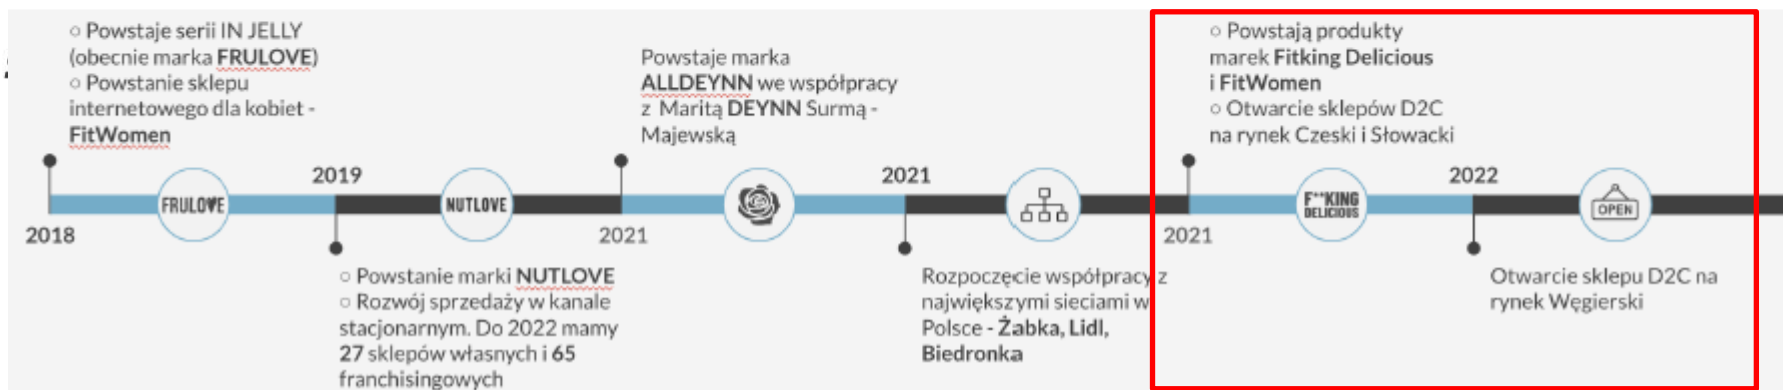 ○ Powstaje serii IN JELLY
(obecnie marka FRULOVE)
○ Powstanie sklepu
internetowego dla kobiet -
FitWomen
2018
FRULOVE
2019
○ Powstanie marki NUTLOVE
○ Rozwój sprzedaży w kanale
stacjonarnym. Do 2022 mamy
27 sklepów własnych i 65
franchisingowych
NUTLOVE
Powstaje marka
ALLDEYNN we współpracy
z Maritą DEYNN Surmą -
Majewską
2021
2021
Rozpoczęcie współpracy z
największymi sieciami w
Polsce - Żabka, Lidl,
Biedronka
○ Powstają produkty
marek Fitking Delicious
i FitWomen
○ Otwarcie sklepów D2C
na rynek Czeski i Słowacki
2021
F**KING
DELICIOUS
2022
OPEN
Otwarcie sklepu D2C na
rynek Węgierski